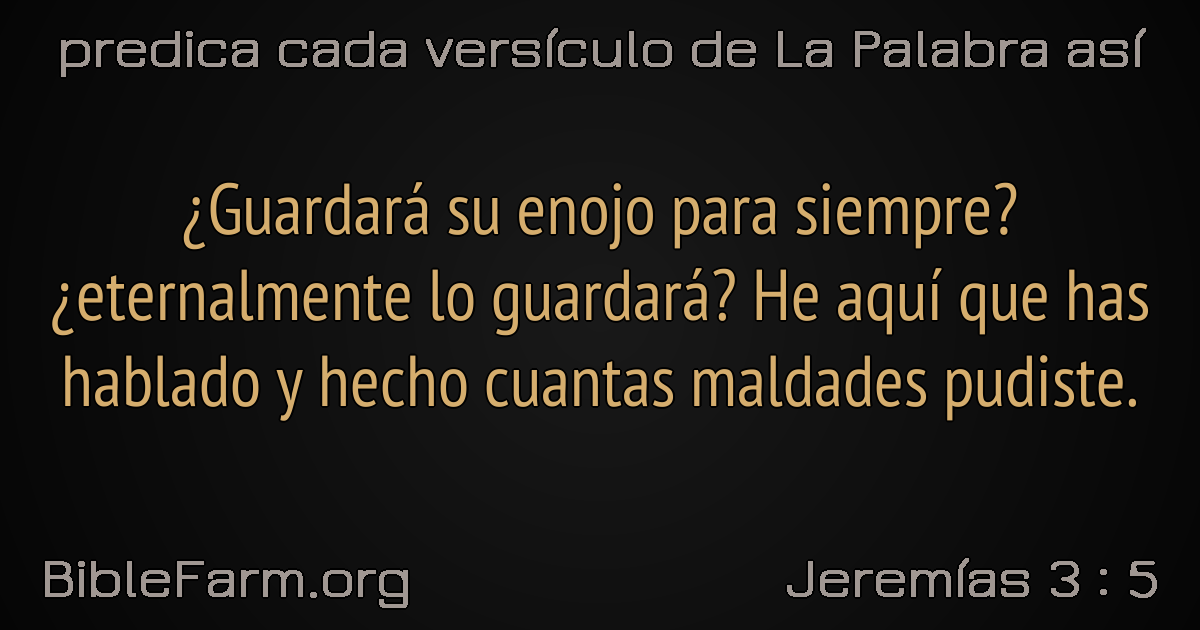 predica cada versículo de La Palabra así
¿Guardará su enojo para siempre?
¿eternalmente lo guardará? He aquí que has
hablado y hecho cuantas maldades pudiste.
BibleFarm.org
Jeremías 3 : 5